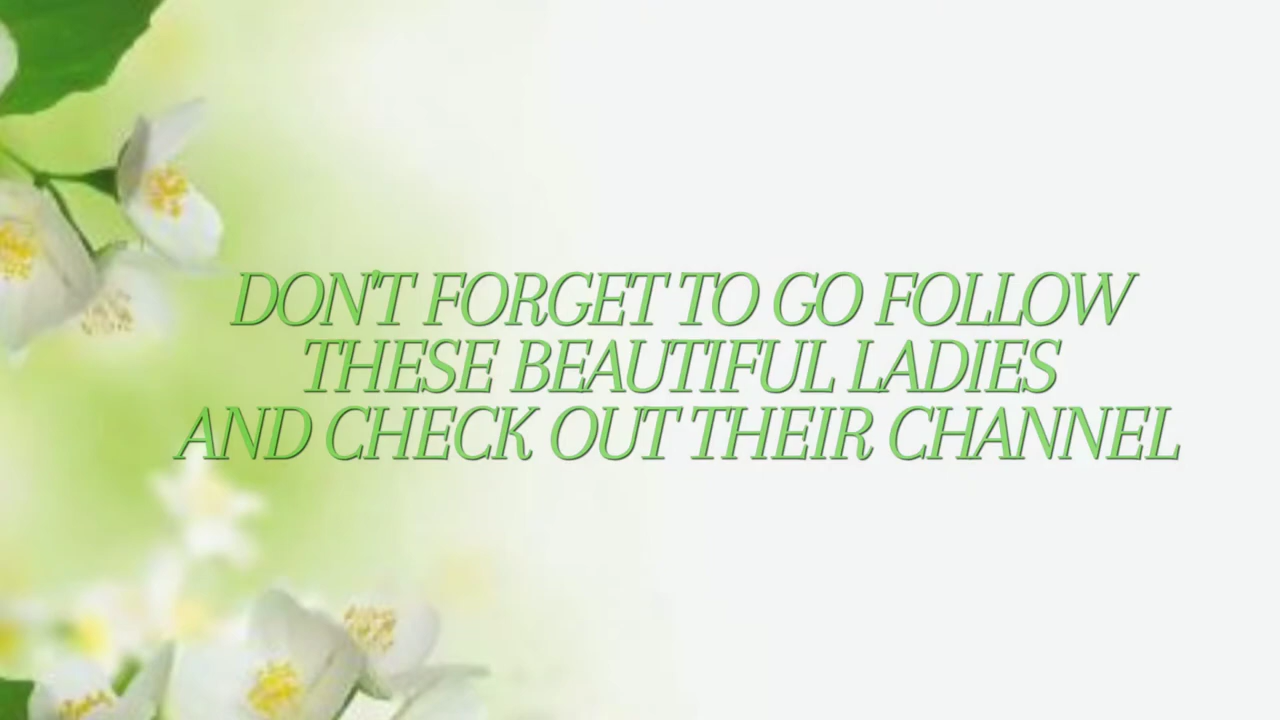 DON'T FORGET TO GO FOLLOW
THESE BEAUTIFUL LADIES
AND CHECK OUT THEIR CHANNEL